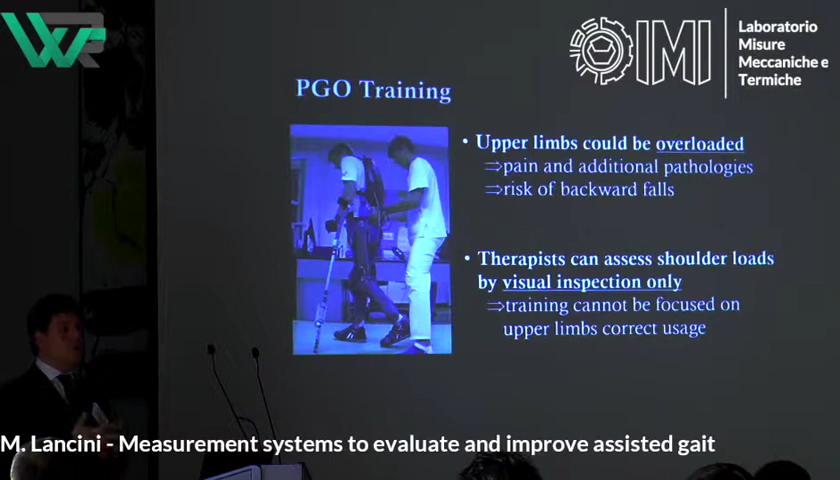 WR
IMI
Laboratorio
Misure
Meccaniche e
Termiche
PGO Training
• Upper limbs could be overloaded
⇒pain and additional pathologies
⇒risk of backward falls
• Therapists can assess shoulder loads
by visual inspection only
⇒training cannot be focused on
upper limbs correct usage
M. Lancini - Measurement systems to evaluate and improve assisted gait